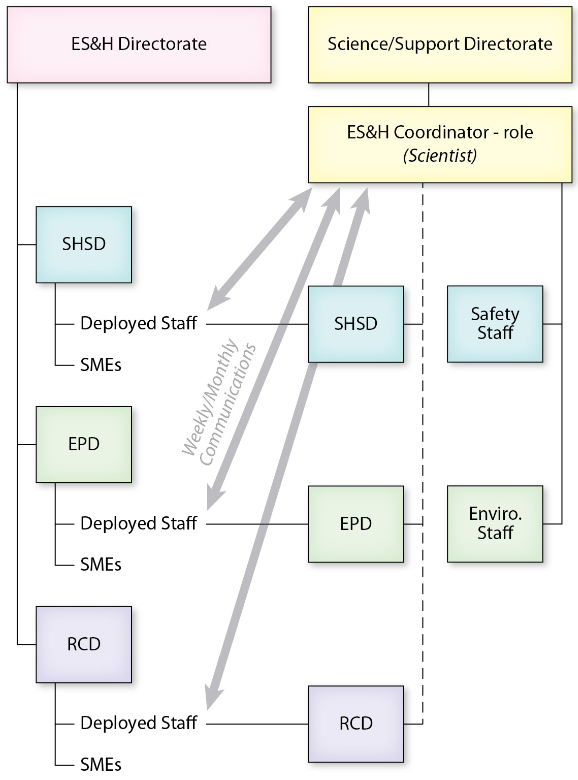 ES&H Directorate
Science/Support Directorate
ES&H Coordinator - role
(Scientist)
SHSD
Deployed Staff
SMEs
SHSD
Safety
Staff
Weekly/Monthly
Communications
EPD
Deployed Staff
SMEs
EPD
Enviro.
Staff
RCD
Deployed Staff
SMEs
RCD